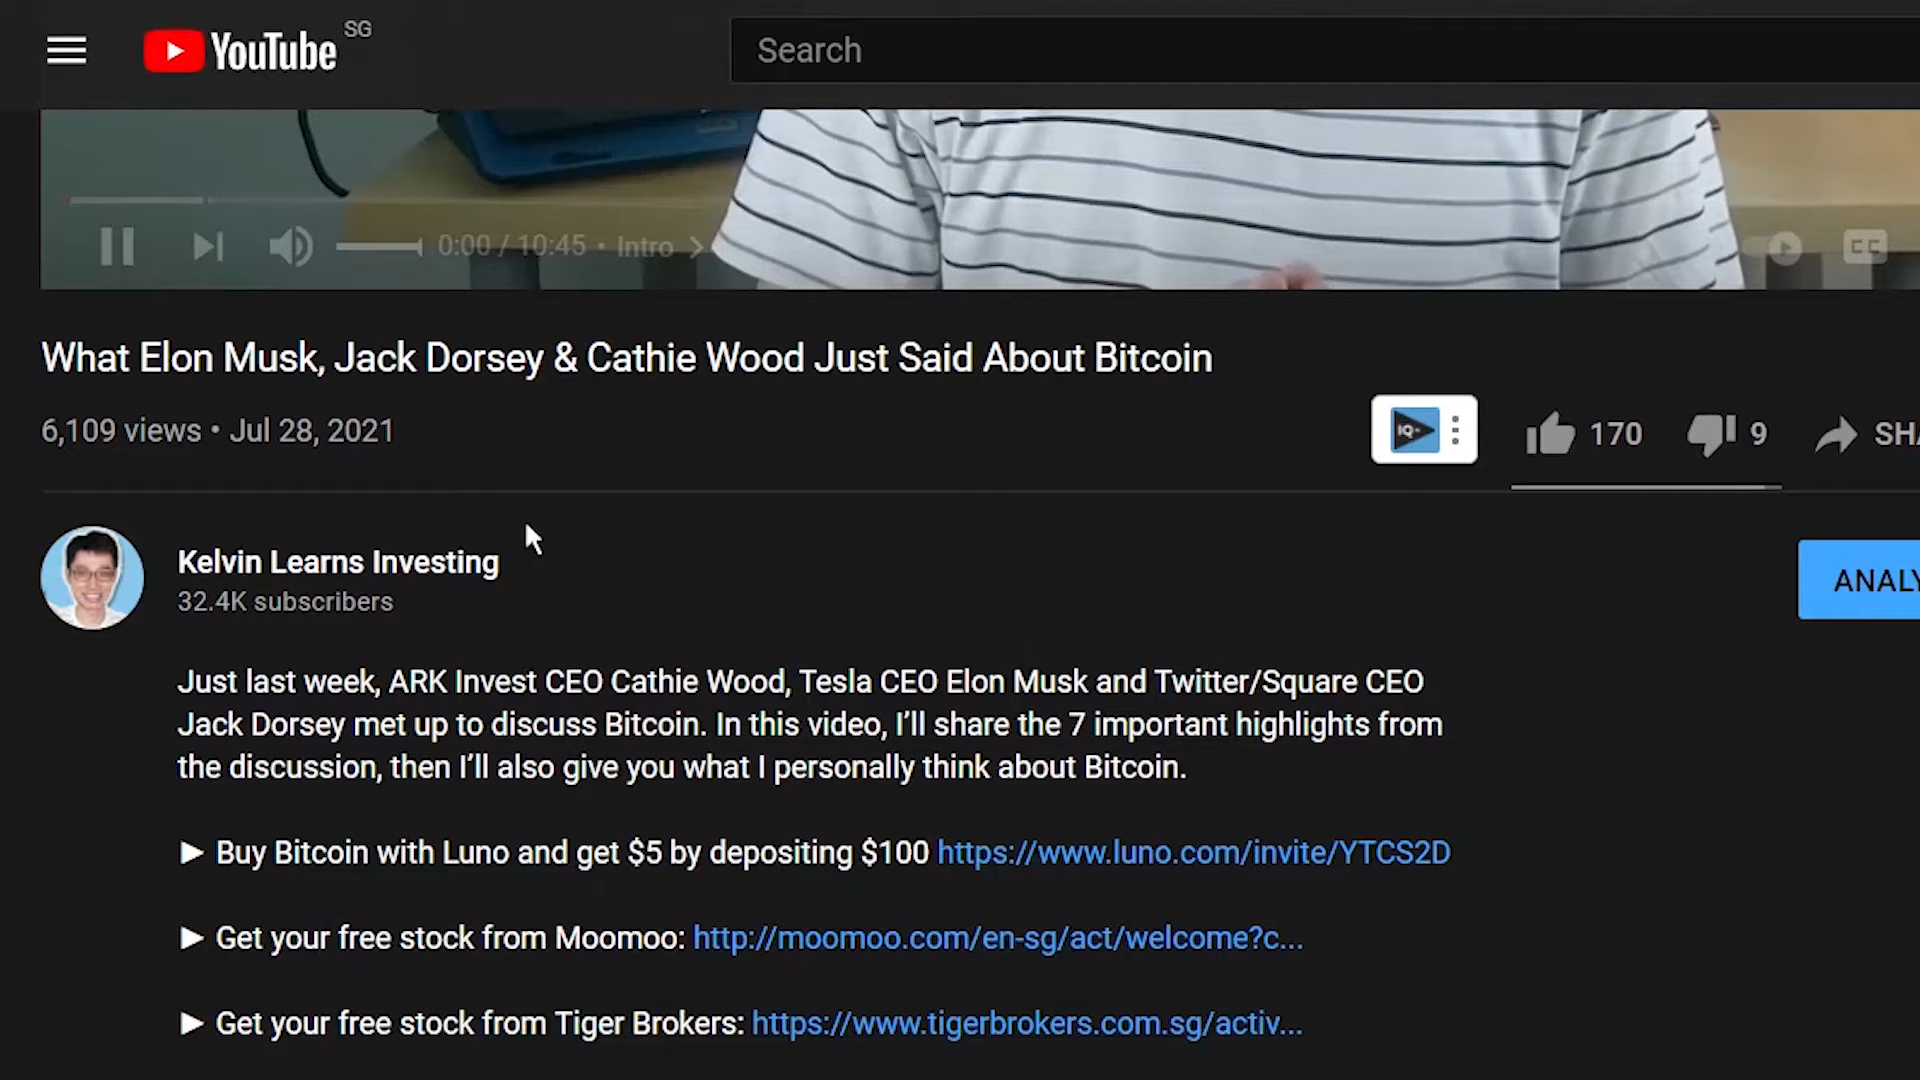 YouTube SG
Search
0:00 / 10:45 • Intro
CC
What Elon Musk, Jack Dorsey & Cathie Wood Just Said About Bitcoin
6,109 views • Jul 28, 2021
IQ
170
9
SHA
Kelvin Learns Investing
32.4K subscribers
ANALY
Just last week, ARK Invest CEO Cathie Wood, Tesla CEO Elon Musk and Twitter/Square CEO
Jack Dorsey met up to discuss Bitcoin. In this video, I’ll share the 7 important highlights from
the discussion, then I’ll also give you what I personally think about Bitcoin.
► Buy Bitcoin with Luno and get $5 by depositing $100 https://www.luno.com/invite/YTCS2D
► Get your free stock from Moomoo: http://moomoo.com/en-sg/act/welcome?c...
► Get your free stock from Tiger Brokers: https://www.tigerbrokers.com.sg/activ...